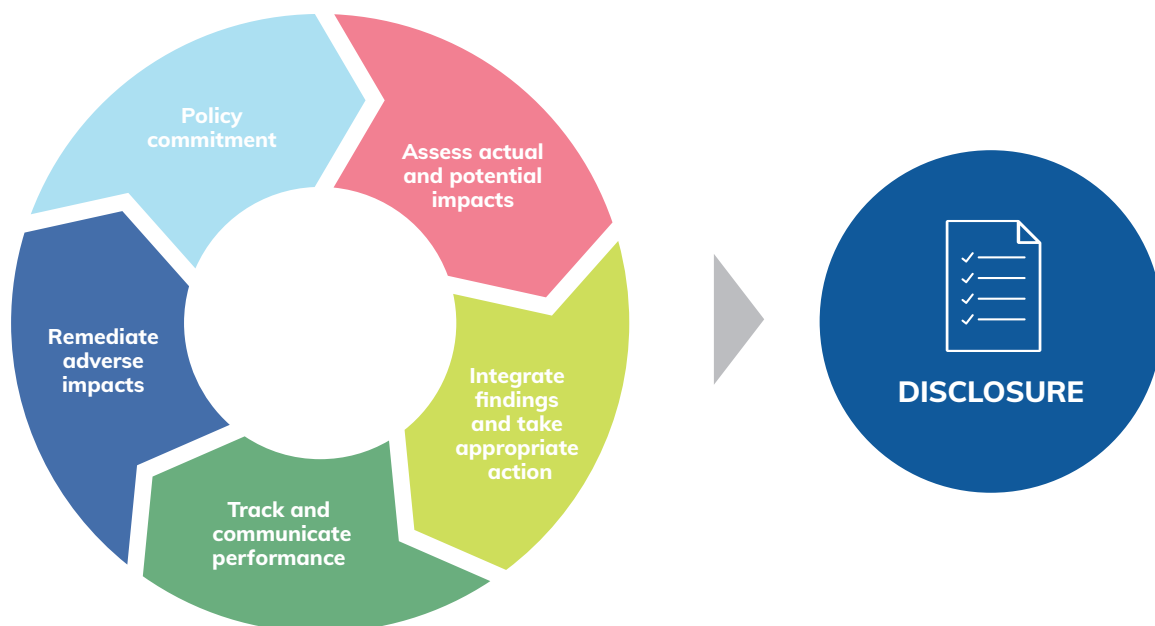 Policy
commitment
Assess actual
and potential
impacts
Integrate
findings
and take
appropriate
action
Track and
communicate
performance
Remediate
adverse
impacts
DISCLOSURE